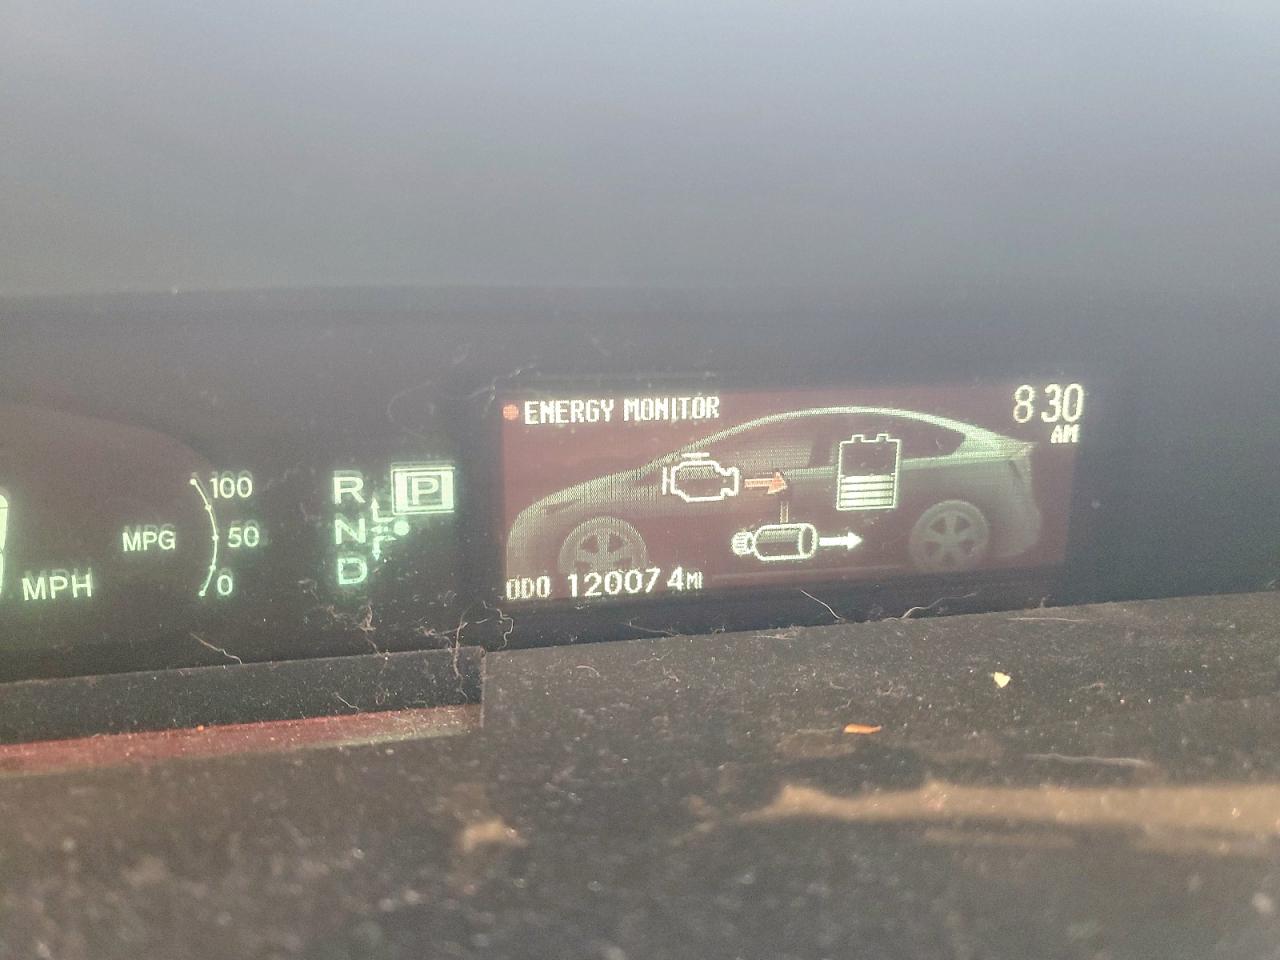 ENERGY MONITOR
8 30
AM
100
R P
MPG 50
N
MPH 0
D
ODO 120074MI